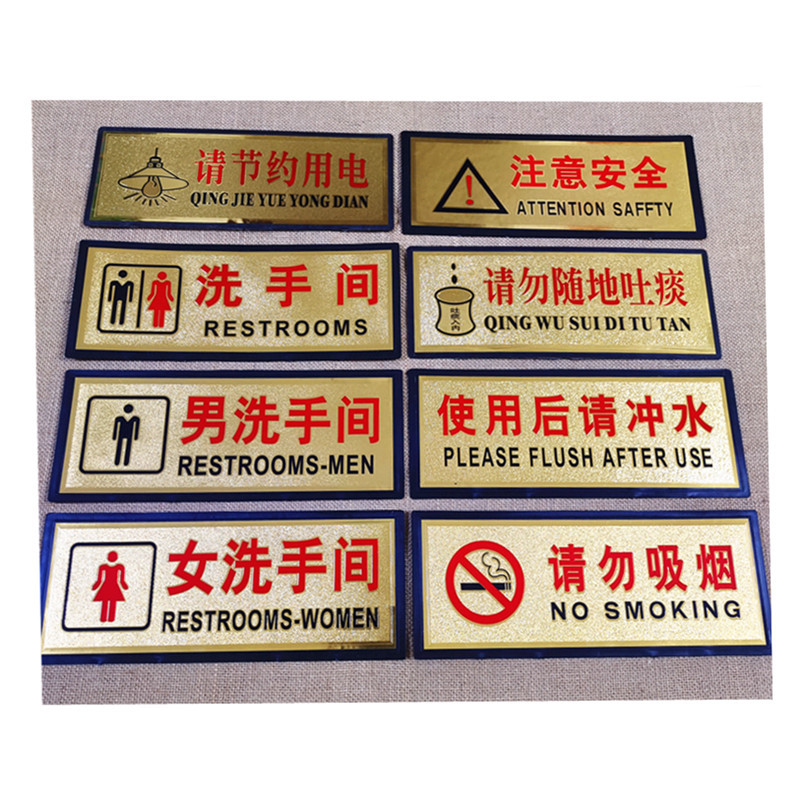 请节约用电
QING JIE YUE YONG DIAN
注意安全
ATTENTION SAFFTY
洗手间
RESTROOMS
请勿随地吐痰
QING WU SUI DI TU TAN
男洗手间
RESTROOMS-MEN
使用后请冲水
PLEASE FLUSH AFTER USE
女洗手间
RESTROOMS-WOMEN
请勿吸烟
NO SMOKING